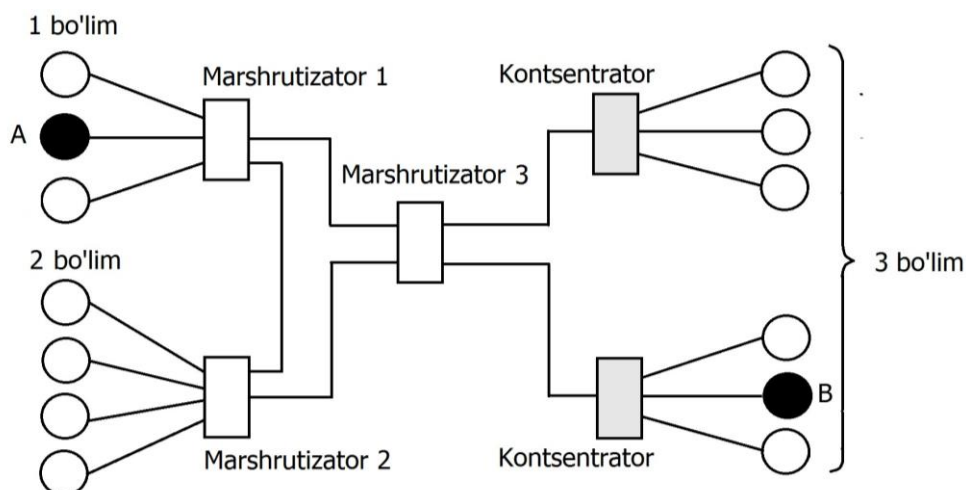 1 bo'lim
Marshrutizator 1
Kontsentrator
A
Marshrutizator 3
2 bo'lim
3 bo'lim
B
Marshrutizator 2
Kontsentrator